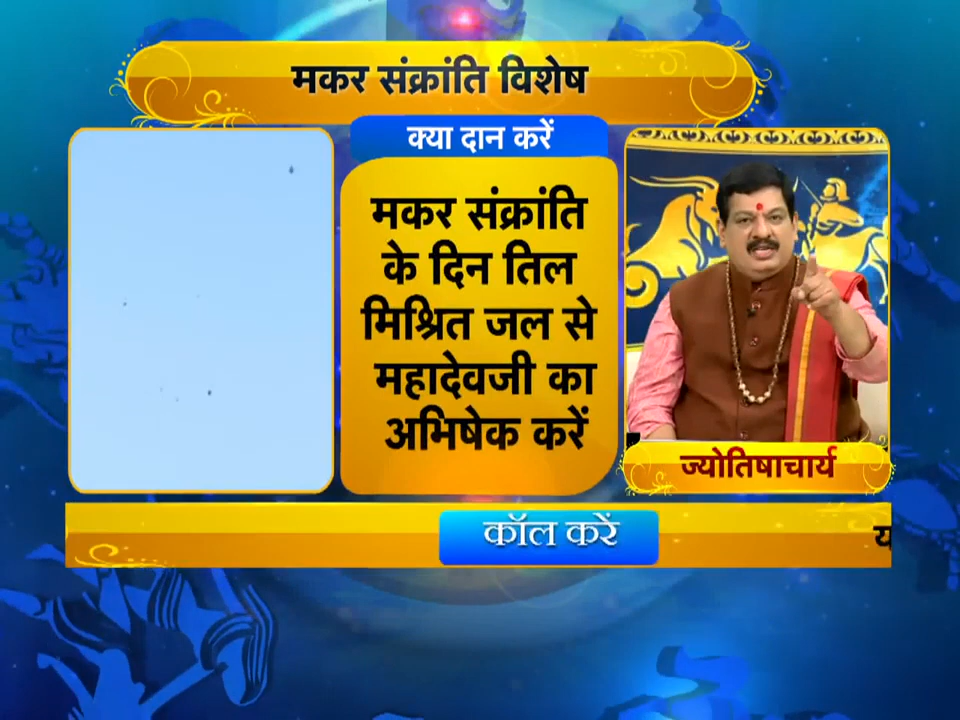 मकर संक्रांति विशेष
क्या दान करें
मकर संक्रांति
के दिन तिल
मिश्रित जल से
महादेवजी का
अभिषेक करें
ज्योतिषाचार्य
कॉल करें